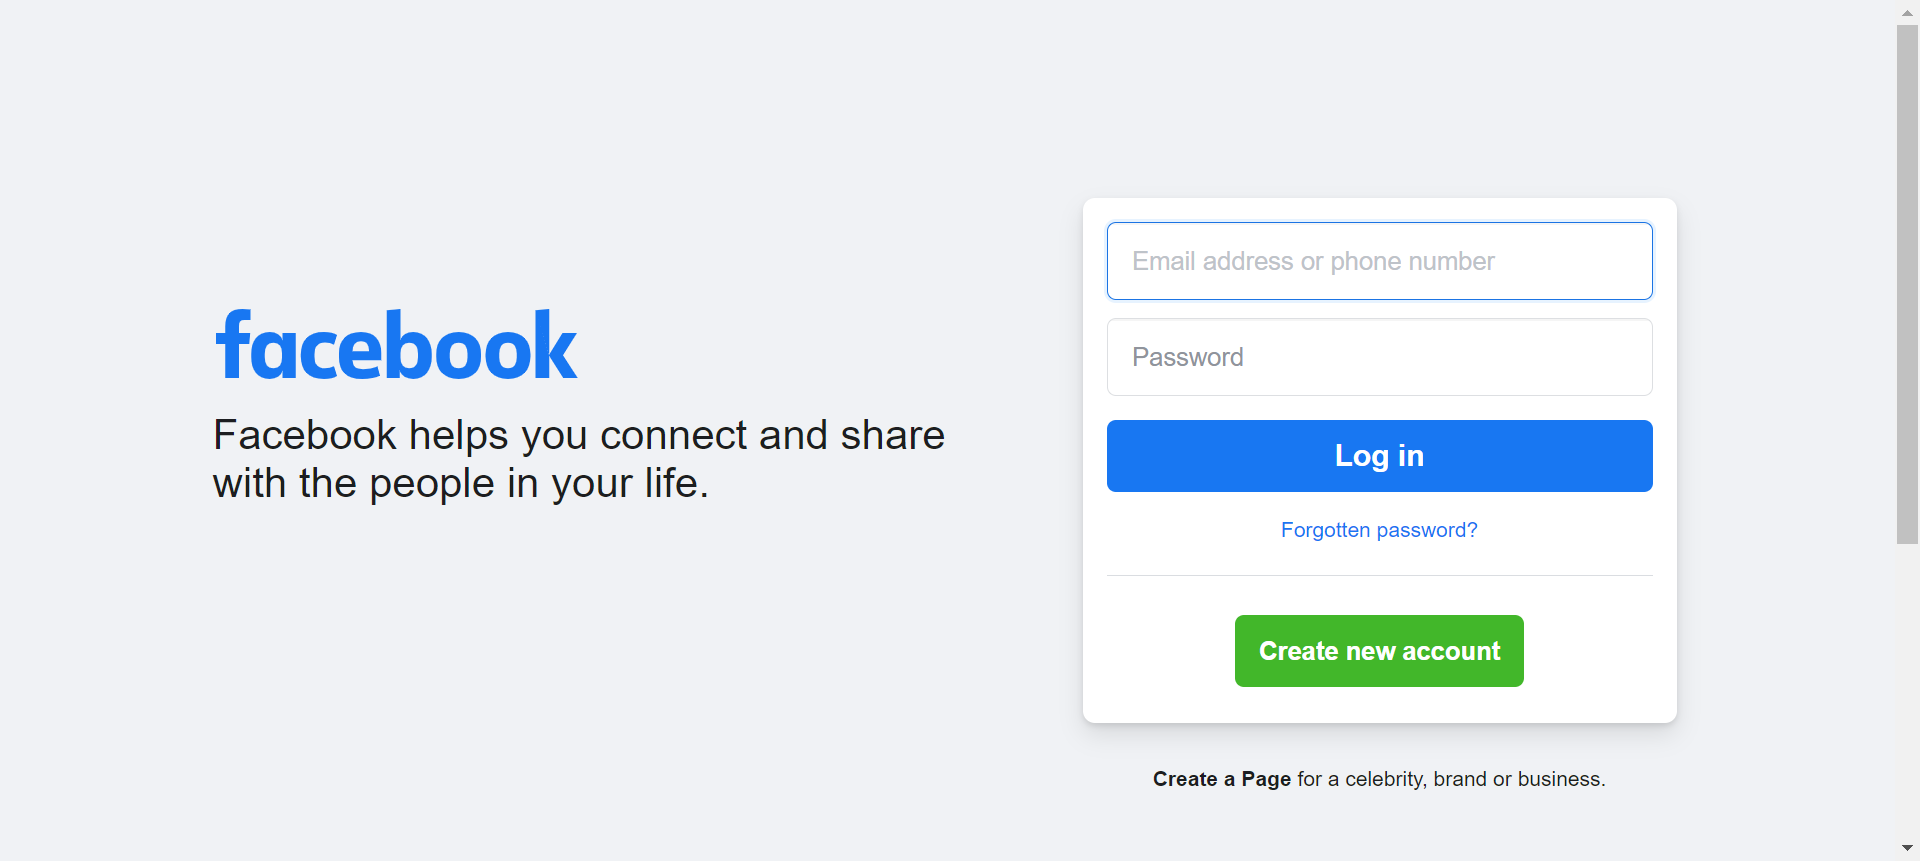 facebook
Facebook helps you connect and share
with the people in your life.
Email address or phone number
Password
Log in
Forgotten password?
Create new account
Create a Page for a celebrity, brand or business.